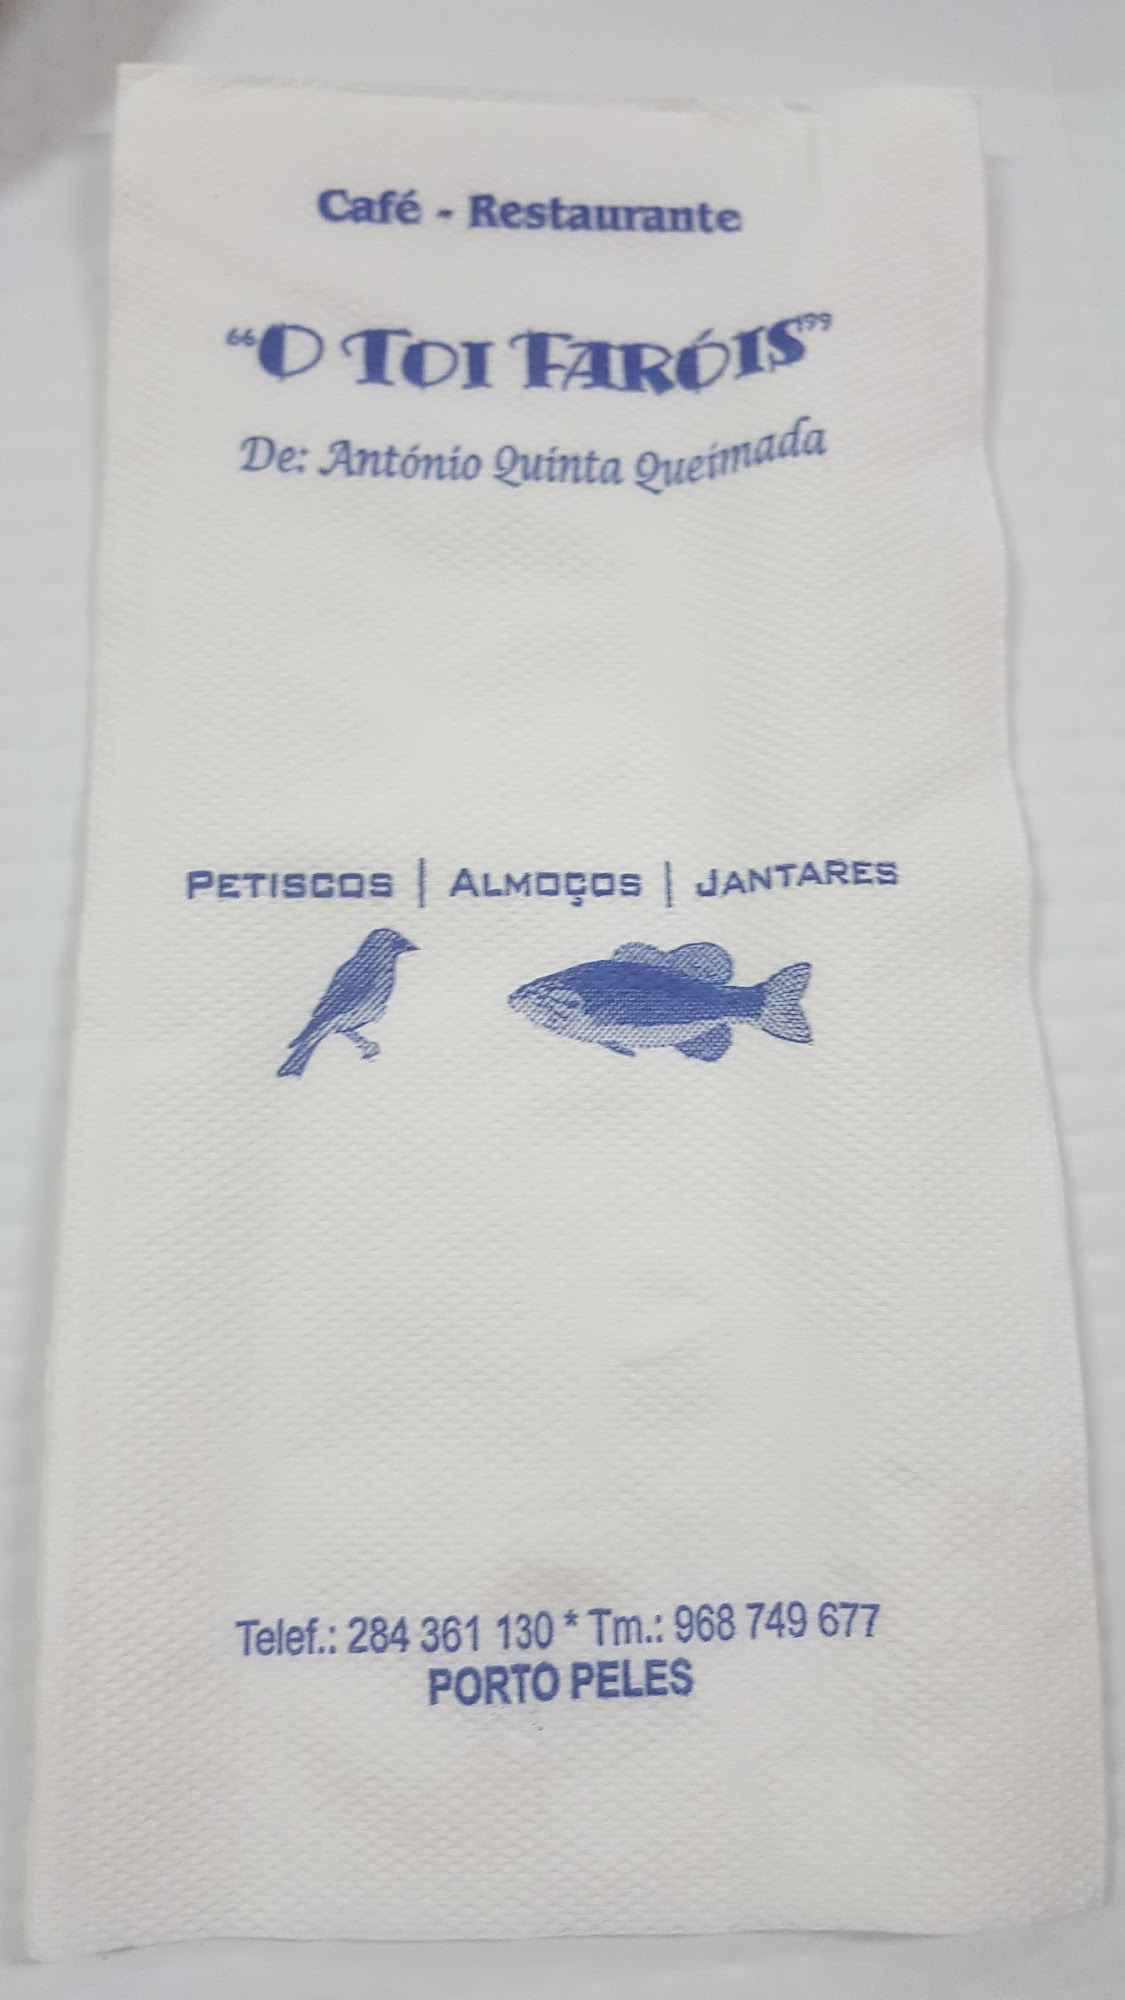 Café - Restaurante
“O TOI FARÓIS”
De: António Quinta Queimada
PETISCOS | ALMOÇOS | JANTARES
Telef.: 284 361 130 * Tm.: 968 749 677
PORTO PELES